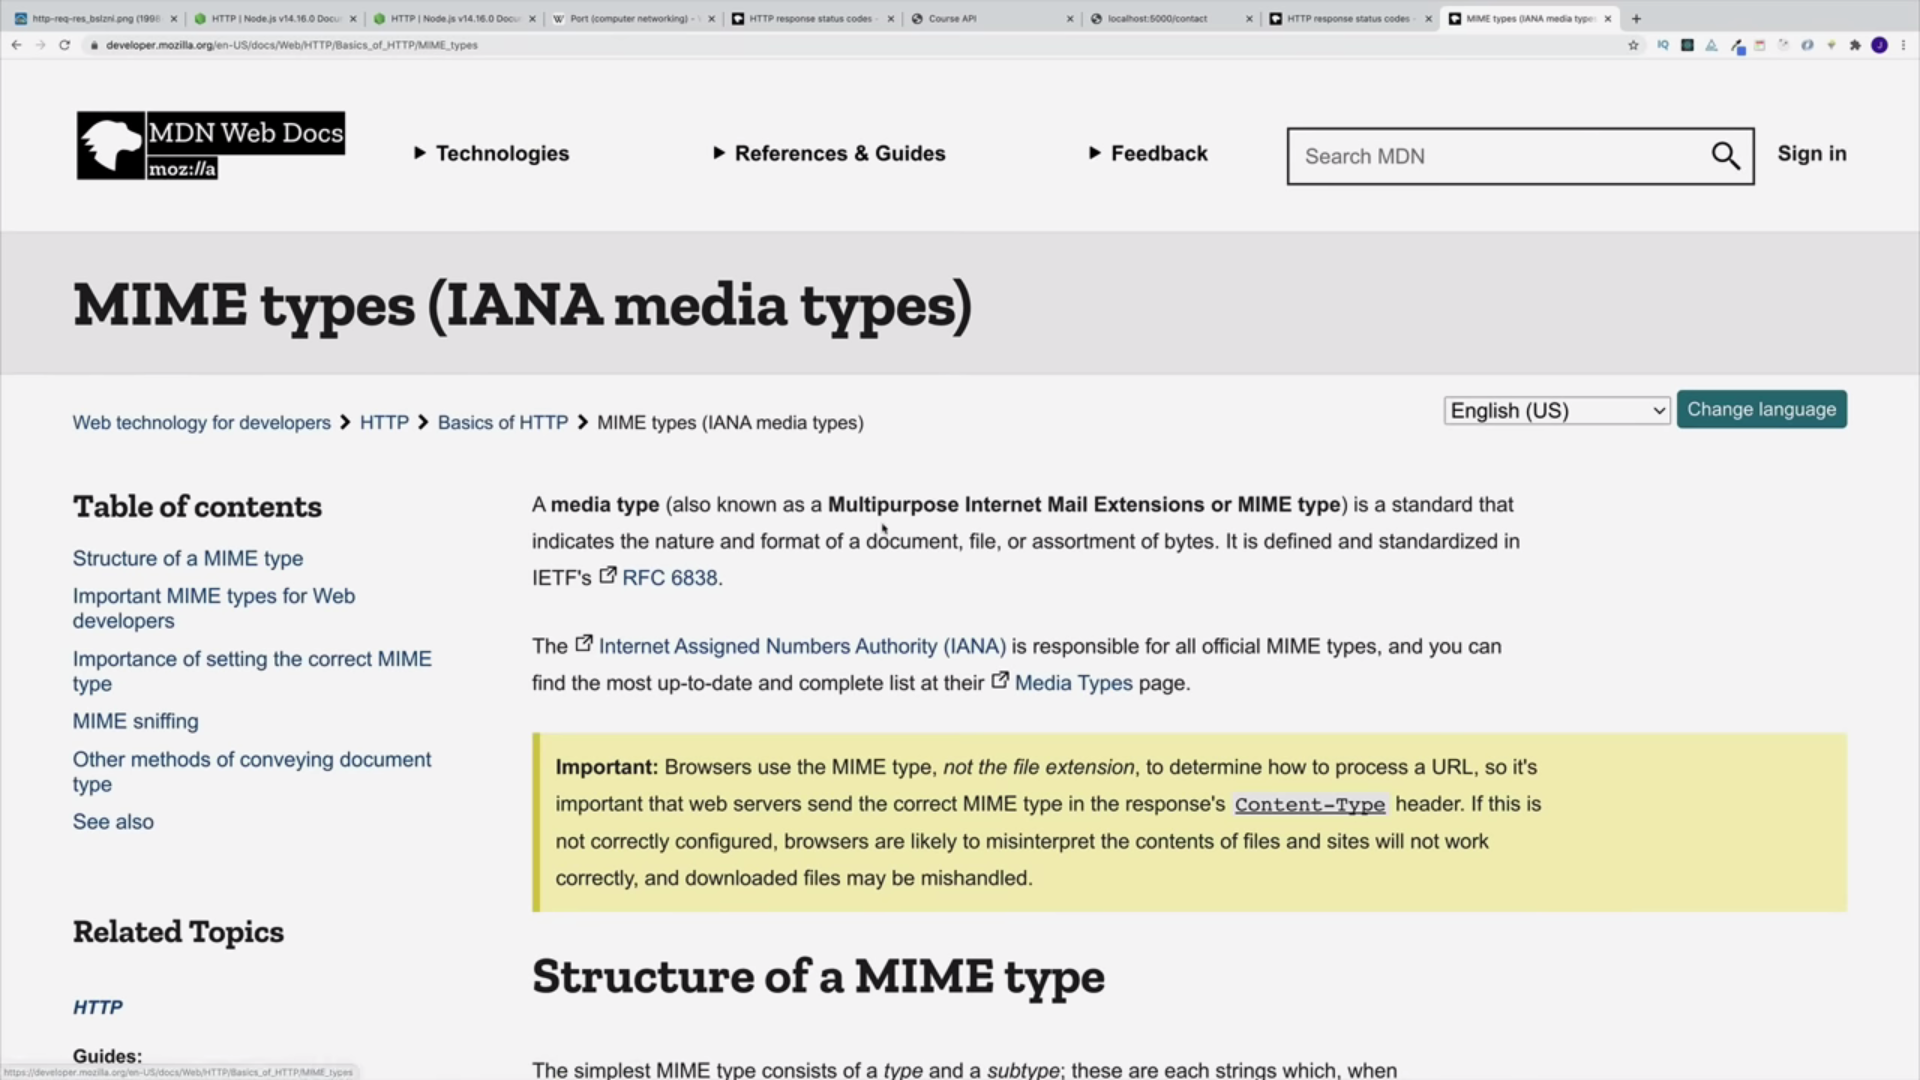 http-req-res_bslzni.png (1998
HTTP | Node.js v14.16.0 Docu
HTTP | Node.js v14.16.0 Docu
Port (computer networking) -
HTTP response status codes -
Course API
localhost:5000/contact
HTTP response status codes -
MIME types (IANA media type
developer.mozilla.org/en-US/docs/Web/HTTP/Basics_of_HTTP/MIME_types
MDN Web Docs
moz://a
Technologies
References & Guides
Feedback
Search MDN
Sign in
MIME types (IANA media types)
Web technology for developers > HTTP > Basics of HTTP > MIME types (IANA media types)
English (US)
Change language
Table of contents
Structure of a MIME type
Important MIME types for Web
developers
Importance of setting the correct MIME
type
MIME sniffing
Other methods of conveying document
type
See also
Related Topics
HTTP
Guides:
A media type (also known as a Multipurpose Internet Mail Extensions or MIME type) is a standard that
indicates the nature and format of a document, file, or assortment of bytes. It is defined and standardized in
IETF's RFC 6838.
The Internet Assigned Numbers Authority (IANA) is responsible for all official MIME types, and you can
find the most up-to-date and complete list at their Media Types page.
Important: Browsers use the MIME type, not the file extension, to determine how to process a URL, so it's
important that web servers send the correct MIME type in the response's Content-Type header. If this is
not correctly configured, browsers are likely to misinterpret the contents of files and sites will not work
correctly, and downloaded files may be mishandled.
Structure of a MIME type
The simplest MIME type consists of a type and a subtype; these are each strings which, when
https://developer.mozilla.org/en-US/docs/Web/HTTP/Basics_of_HTTP/MIME_types